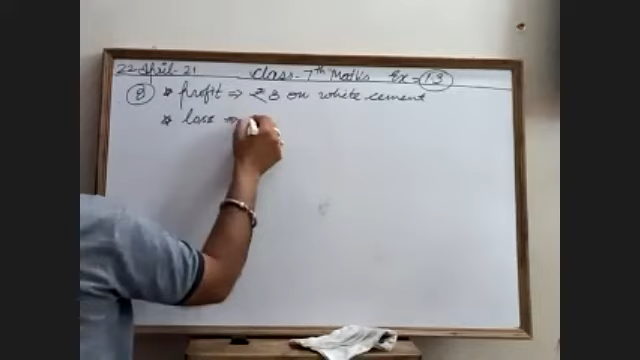 22-April-21 Class-7th Maths Ex-1.3
8 * Profit ⇒ ₹8 on white cement
* loss ⇒